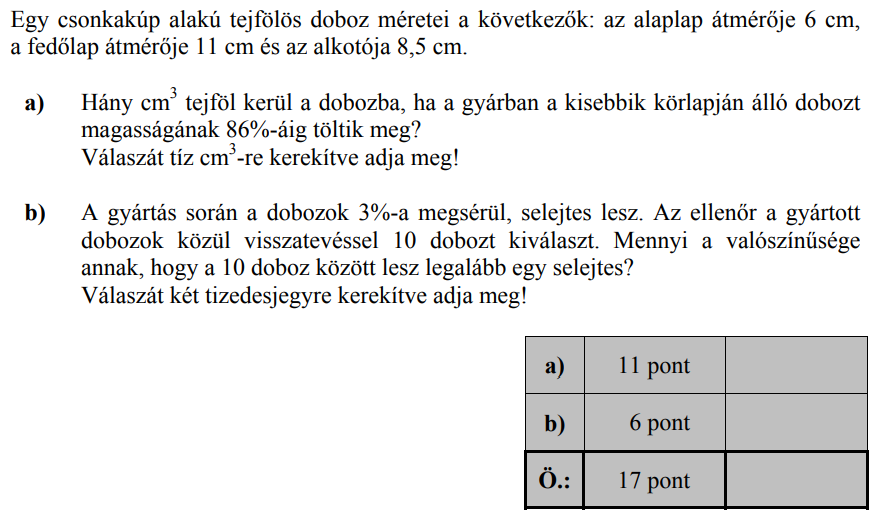 Egy csonkakúp alakú tejfölös doboz méretei a következők: az alaplap átmérője 6 cm,
a fedőlap átmérője 11 cm és az alkotója 8,5 cm.
a) Hány cm³ tejföl kerül a dobozba, ha a gyárban a kisebbik körlapján álló dobozt
magasságának 86%-áig töltik meg?
Válaszát tíz cm³-re kerekítve adja meg!
b) A gyártás során a dobozok 3%-a megsérül, selejtes lesz. Az ellenőr a gyártott
dobozok közül visszatevéssel 10 dobozt kiválaszt. Mennyi a valószínűsége
annak, hogy a 10 doboz között lesz legalább egy selejtes?
Válaszát két tizedesjegyre kerekítve adja meg!
a) 11 pont
b) 6 pont
Ö.: 17 pont